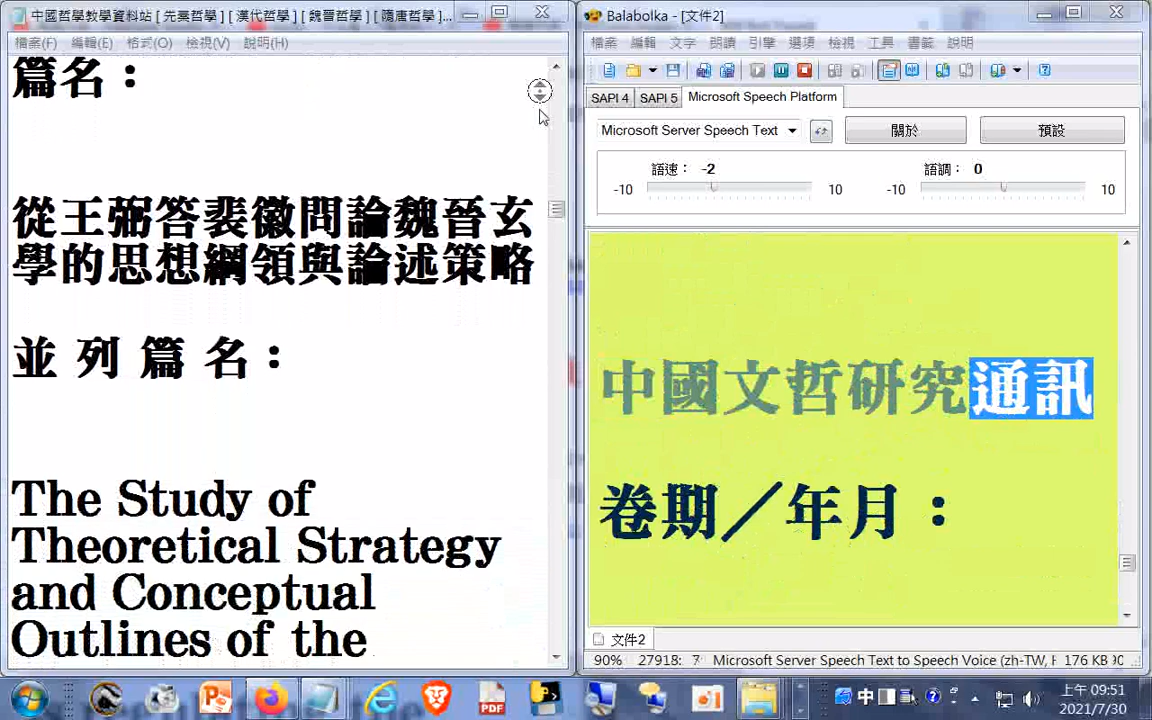 中國哲學教學資料站 [ 先秦哲學 ] [ 漢代哲學 ] [ 魏晉哲學 ] [ 隋唐哲學 ]...
檔案(F) 編輯(E) 格式(O) 檢視(V) 說明(H)
篇名：
從王弼答裴徽問論魏晉玄
學的思想綱領與論述策略
並 列 篇 名：
The Study of
Theoretical Strategy
and Conceptual
Outlines of the
Balabolka - [文件2]
檔案 編輯 文字 朗讀 引擎 選項 檢視 工具 書籤 說明
SAPI 4 SAPI 5 Microsoft Speech Platform
Microsoft Server Speech Text 關於 預設
語速： -2 語調： 0
-10 10 -10 10
中國文哲研究通訊
卷期／年月：
文件2
90% 27918: 7 Microsoft Server Speech Text to Speech Voice (zh-TW, 176 KB
PDF
中
上午 09:51
2021/7/30